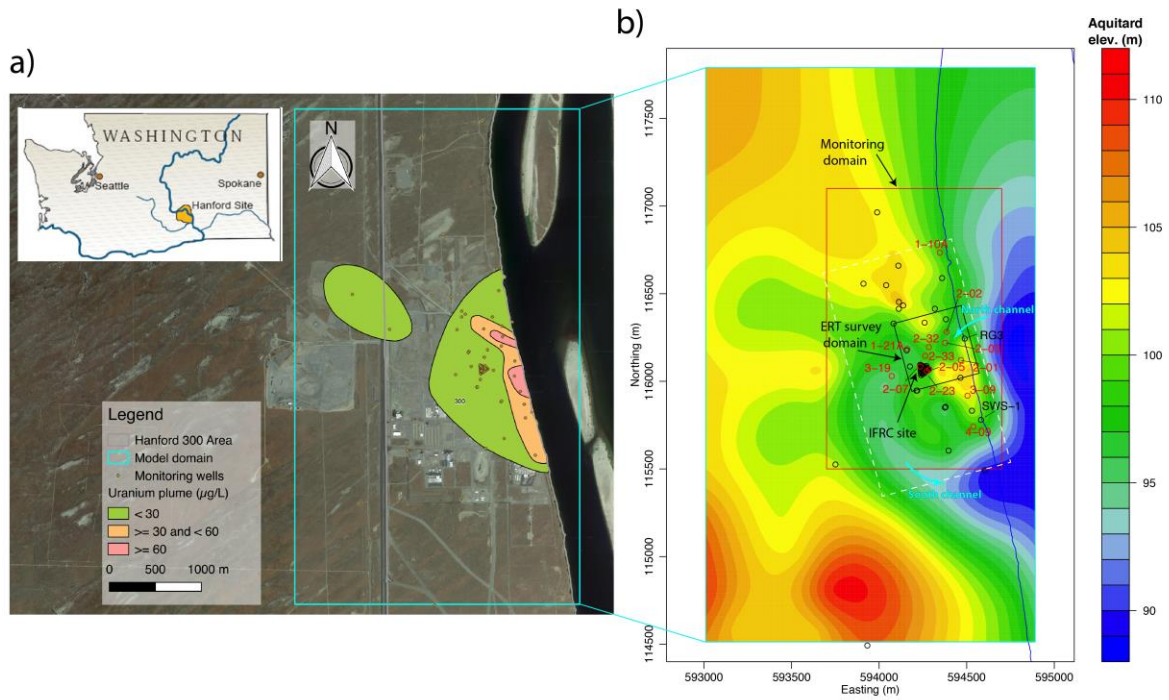 a)
WASHINGTON
Seattle
Spokane
Hanford Site
N
300
Legend
Hanford 300 Area
Model domain
Monitoring wells
Uranium plume (µg/L)
< 30
>= 30 and < 60
>= 60
0 500 1000 m
b)
Aquitard
elev. (m)
110
105
100
95
90
Monitoring
domain
1-10A
2-02
North channel
ERT survey
domain
RG3
2-32
1-21A
2-33
3-19
2-05
2-01
2-07
2-23
3-09
SWS-1
IFRC site
4-09
South channel
Northing (m)
117500
117000
116500
116000
115500
115000
114500
593000 593500 594000 594500 595000
Easting (m)